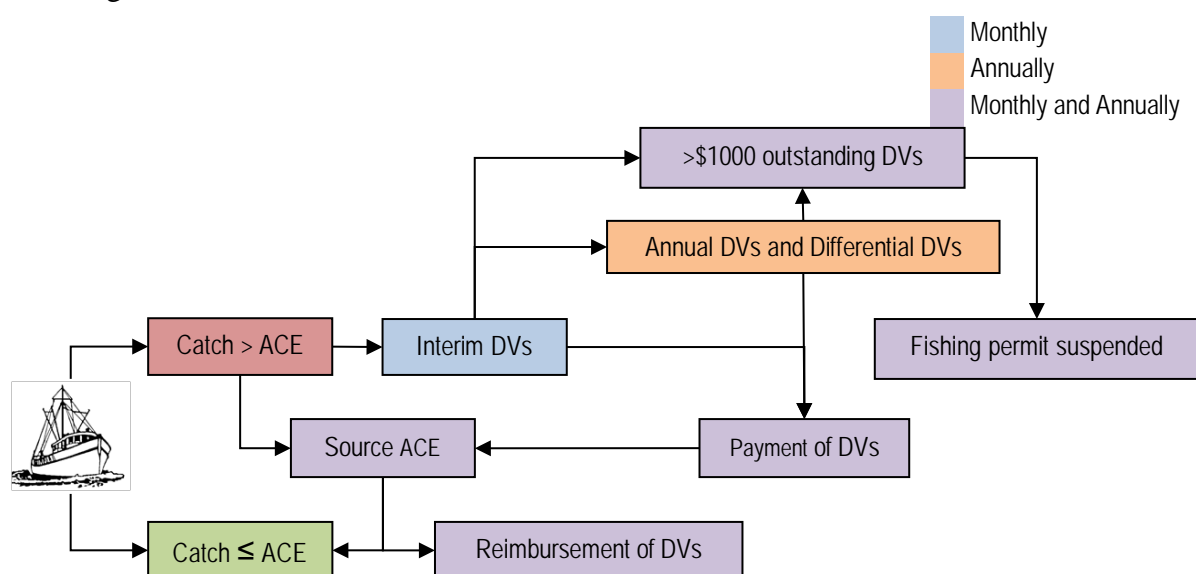 Monthly
Annually
Monthly and Annually
>$1000 outstanding DVs
Annual DVs and Differential DVs
Catch > ACE
Interim DVs
Fishing permit suspended
Source ACE
Payment of DVs
Catch ≤ ACE
Reimbursement of DVs